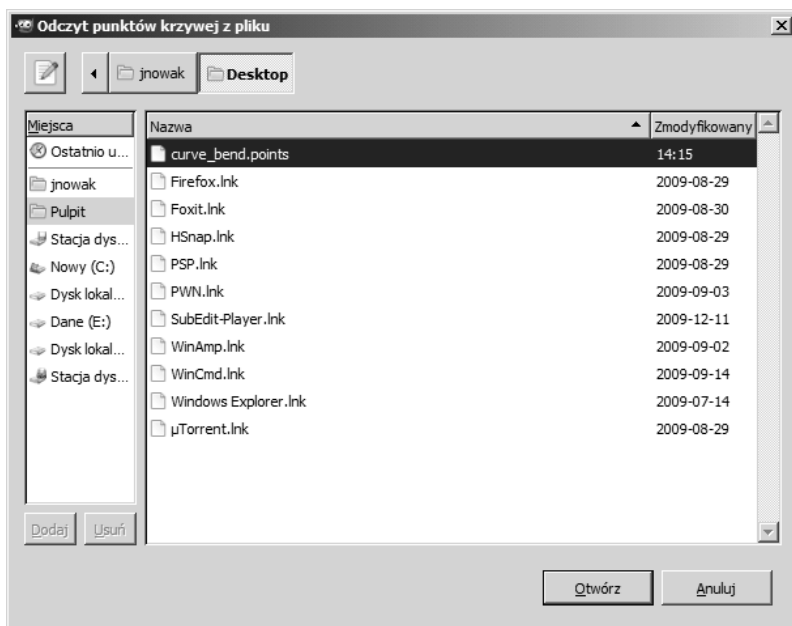 Odczyt punktów krzywej z pliku
jnowak Desktop
Miejsca
Ostatnio u...
jnowak
Pulpit
Stacja dys...
Nowy (C:)
Dysk lokal...
Dane (E:)
Dysk lokal...
Stacja dys...
Dodaj Usuń
Nazwa Zmodyfikowany
curve_bend.points 14:15
Firefox.lnk 2009-08-29
Foxit.lnk 2009-08-30
HSnap.lnk 2009-08-29
PSP.lnk 2009-08-29
PWN.lnk 2009-09-03
SubEdit-Player.lnk 2009-12-11
WinAmp.lnk 2009-09-02
WinCmd.lnk 2009-09-14
Windows Explorer.lnk 2009-07-14
µTorrent.lnk 2009-08-29
Otwórz Anuluj